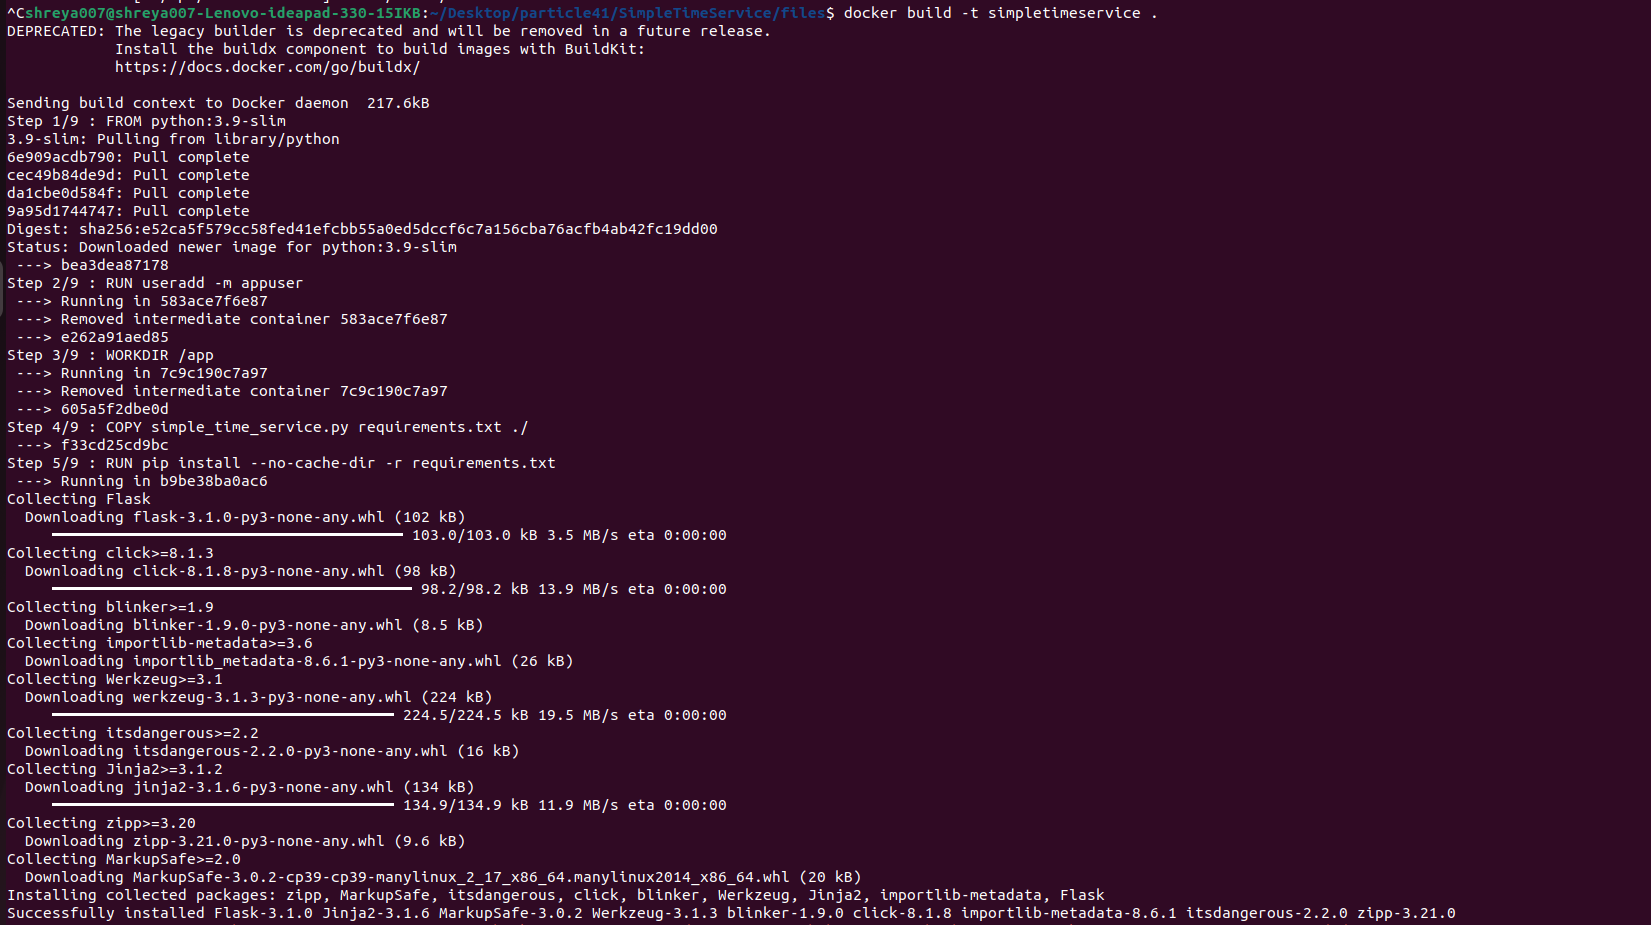 ^Cshreya007@shreya007-Lenovo-ideapad-330-15IKB:~/Desktop/particle41/SimpleTimeService/files$ docker build -t simpletimeservice .
DEPRECATED: The legacy builder is deprecated and will be removed in a future release.
            Install the buildx component to build images with BuildKit:
            https://docs.docker.com/go/buildx/

Sending build context to Docker daemon  217.6kB
Step 1/9 : FROM python:3.9-slim
3.9-slim: Pulling from library/python
6e909acdb790: Pull complete
cec49b84de9d: Pull complete
da1cbe0d584f: Pull complete
9a95d1744747: Pull complete
Digest: sha256:e52ca5f579cc58fed41efcbb55a0ed5dccf6c7a156cba76acfb4ab42fc19dd00
Status: Downloaded newer image for python:3.9-slim
 ---> bea3dea87178
Step 2/9 : RUN useradd -m appuser
 ---> Running in 583ace7f6e87
 ---> Removed intermediate container 583ace7f6e87
 ---> e262a91aed85
Step 3/9 : WORKDIR /app
 ---> Running in 7c9c190c7a97
 ---> Removed intermediate container 7c9c190c7a97
 ---> 605a5f2dbe0d
Step 4/9 : COPY simple_time_service.py requirements.txt ./
 ---> f33cd25cd9bc
Step 5/9 : RUN pip install --no-cache-dir -r requirements.txt
 ---> Running in b9be38ba0ac6
Collecting Flask
  Downloading flask-3.1.0-py3-none-any.whl (102 kB)
     103.0/103.0 kB 3.5 MB/s eta 0:00:00
Collecting click>=8.1.3
  Downloading click-8.1.8-py3-none-any.whl (98 kB)
     98.2/98.2 kB 13.9 MB/s eta 0:00:00
Collecting blinker>=1.9
  Downloading blinker-1.9.0-py3-none-any.whl (8.5 kB)
Collecting importlib-metadata>=3.6
  Downloading importlib_metadata-8.6.1-py3-none-any.whl (26 kB)
Collecting Werkzeug>=3.1
  Downloading werkzeug-3.1.3-py3-none-any.whl (224 kB)
     224.5/224.5 kB 19.5 MB/s eta 0:00:00
Collecting itsdangerous>=2.2
  Downloading itsdangerous-2.2.0-py3-none-any.whl (16 kB)
Collecting Jinja2>=3.1.2
  Downloading jinja2-3.1.6-py3-none-any.whl (134 kB)
     134.9/134.9 kB 11.9 MB/s eta 0:00:00
Collecting zipp>=3.20
  Downloading zipp-3.21.0-py3-none-any.whl (9.6 kB)
Collecting MarkupSafe>=2.0
  Downloading MarkupSafe-3.0.2-cp39-cp39-manylinux_2_17_x86_64.manylinux2014_x86_64.whl (20 kB)
Installing collected packages: zipp, MarkupSafe, itsdangerous, click, blinker, Werkzeug, Jinja2, importlib-metadata, Flask
Successfully installed Flask-3.1.0 Jinja2-3.1.6 MarkupSafe-3.0.2 Werkzeug-3.1.3 blinker-1.9.0 click-8.1.8 importlib-metadata-8.6.1 itsdangerous-2.2.0 zipp-3.21.0